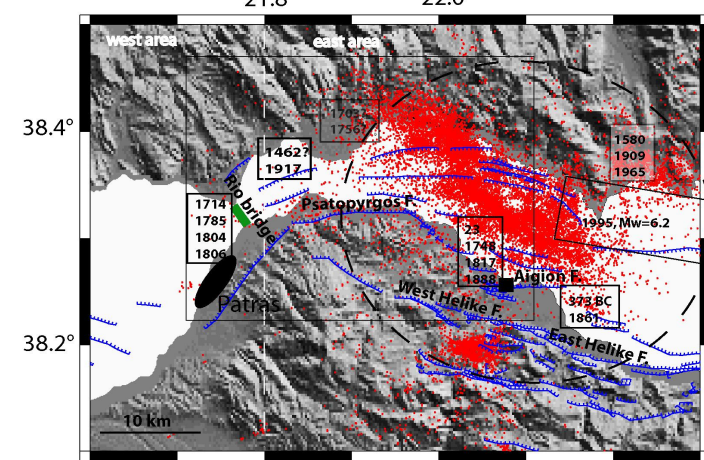 21.8
22.0
west area
east area
38.4°
1703
1756?
1462?
1917
1580
1909
1965
Rio bridge
1714
1785
1804
1806
Psatopyrgos F.
1995, Mw=6.2
23
1748
1817
1888
Aigion F.
Patras
West Helike F.
373 BC
1861
East Helike F.
38.2°
10 km